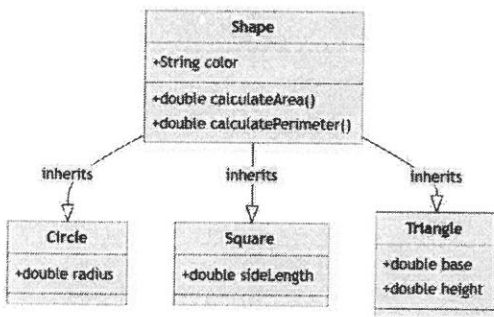 Shape
+String color
+double calculateArea()
+double calculatePerimeter()
inherits
inherits
inherits
Circle
+double radius
Square
+double sideLength
Triangle
+double base
+double height